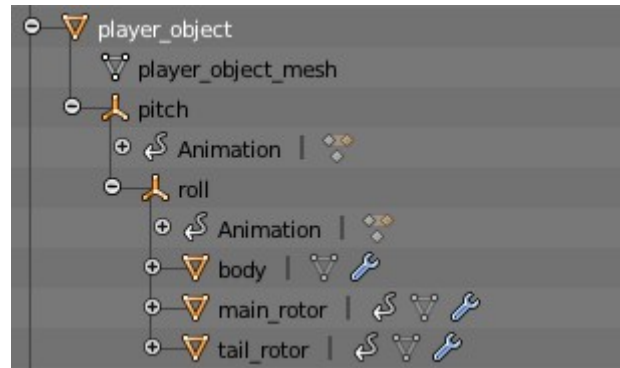 player_object
player_object_mesh
pitch
Animation
roll
Animation
body
main_rotor
tail_rotor